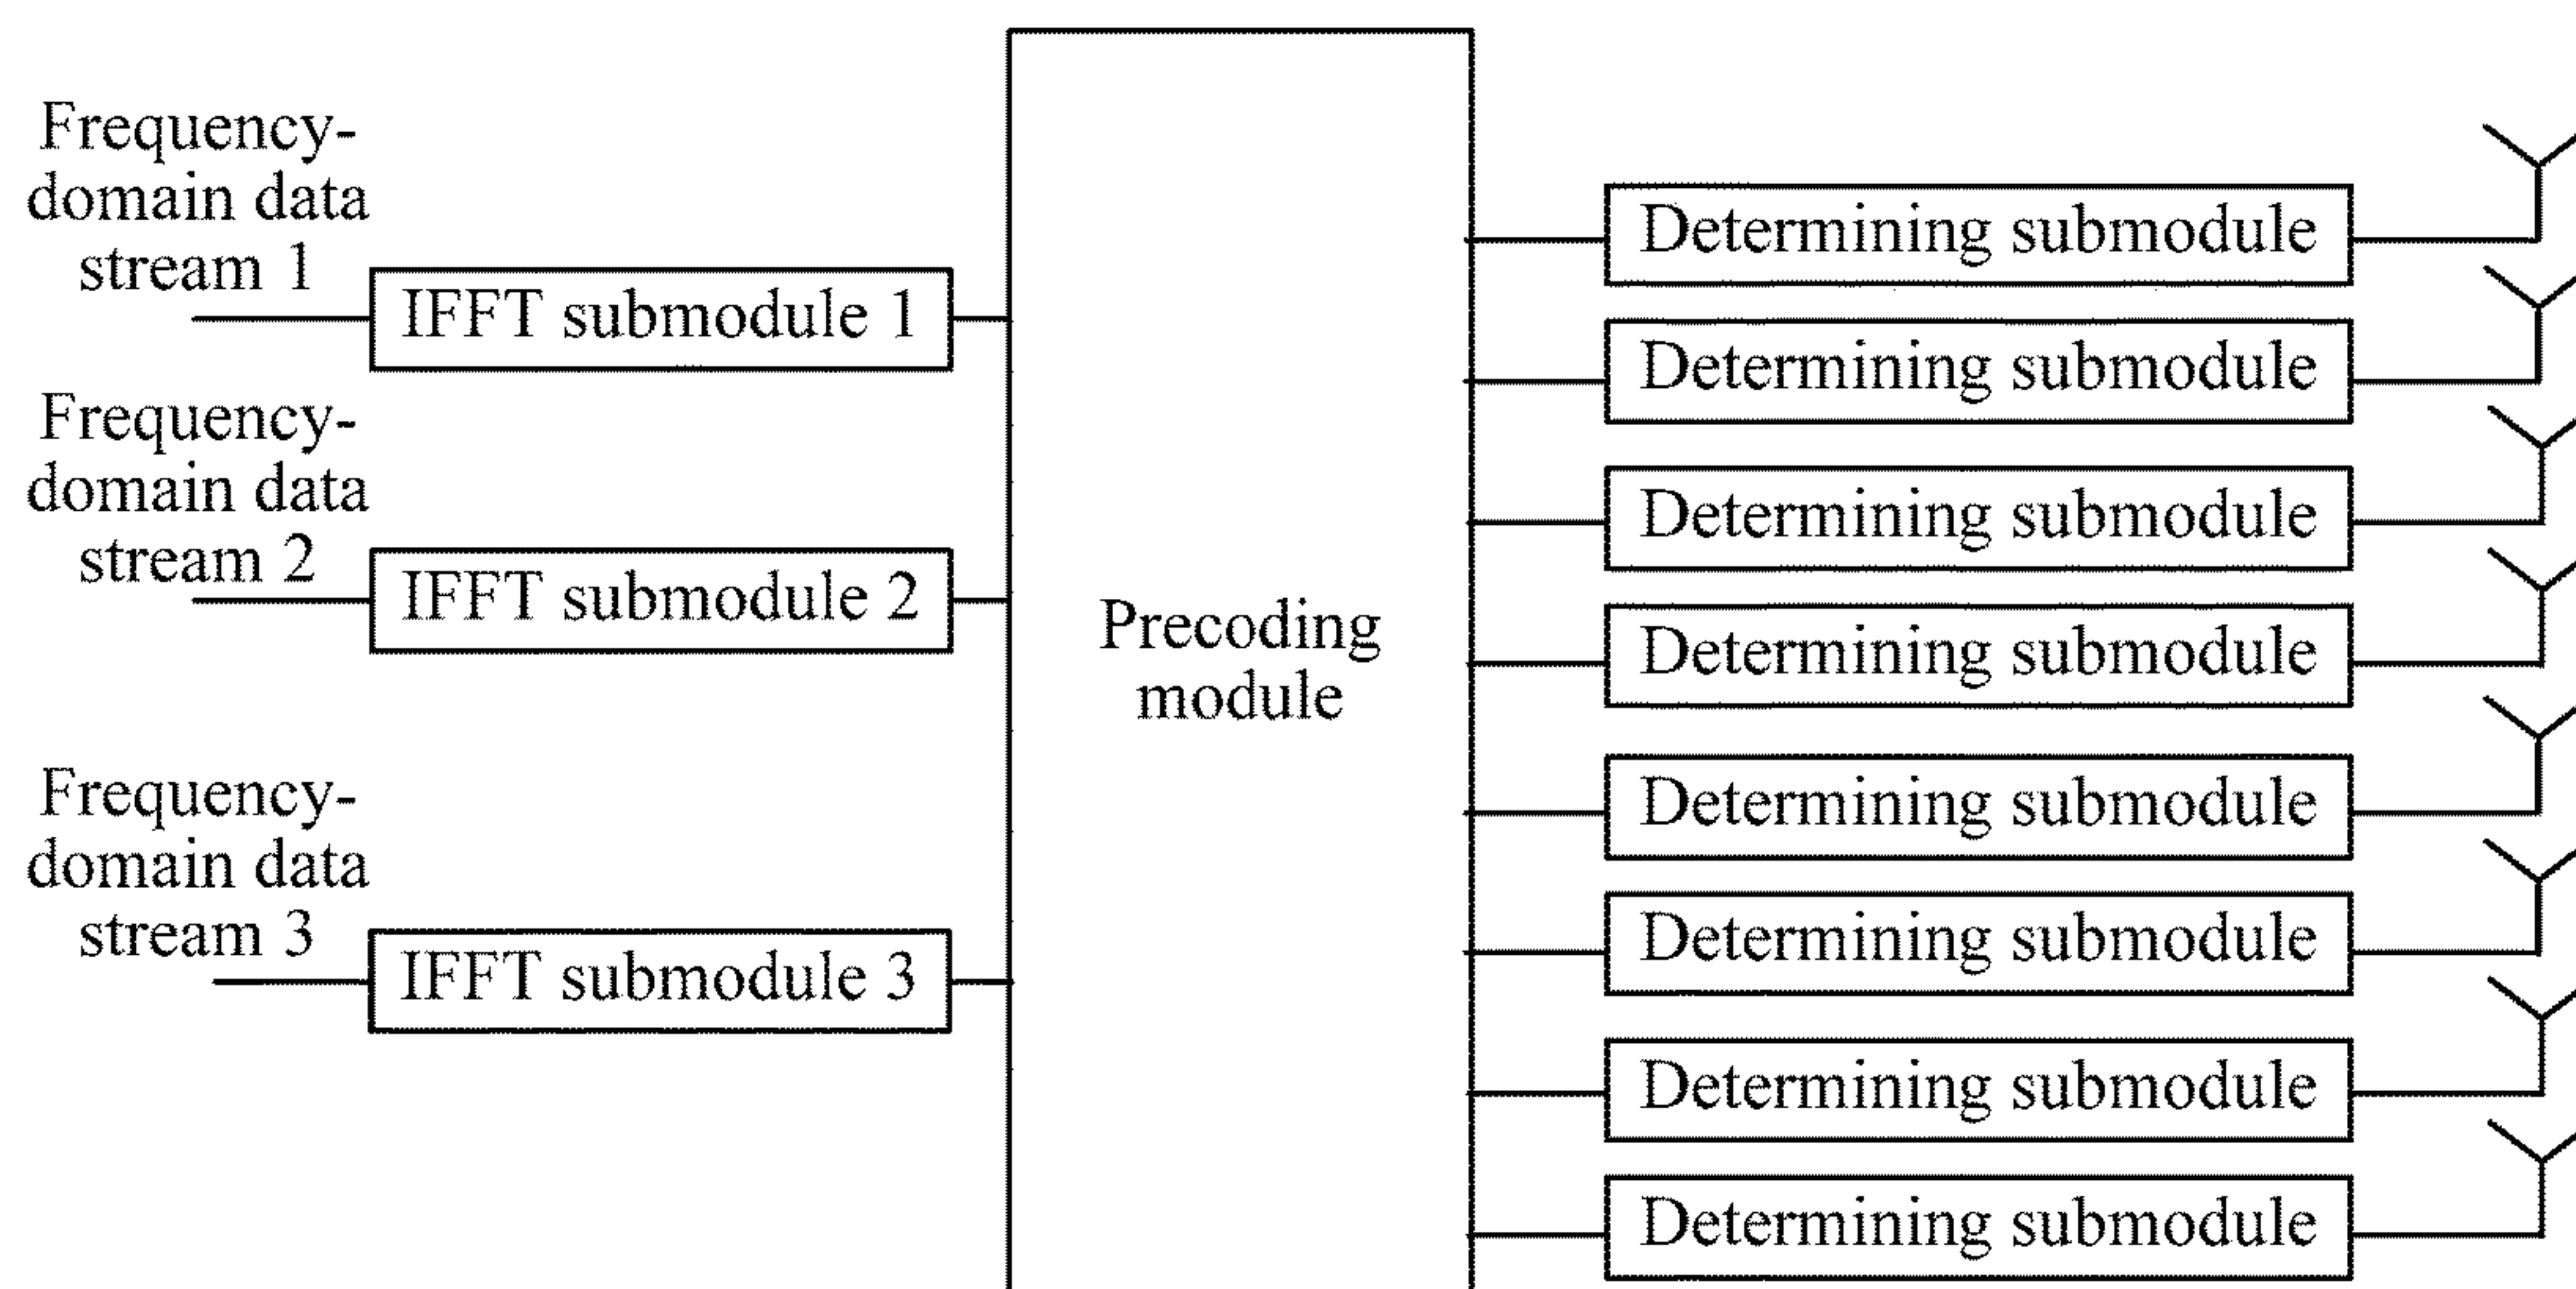 Frequency-
domain data
stream 1
IFFT submodule 1
Frequency-
domain data
stream 2
IFFT submodule 2
Frequency-
domain data
stream 3
IFFT submodule 3
Precoding
module
Determining submodule
Determining submodule
Determining submodule
Determining submodule
Determining submodule
Determining submodule
Determining submodule
Determining submodule